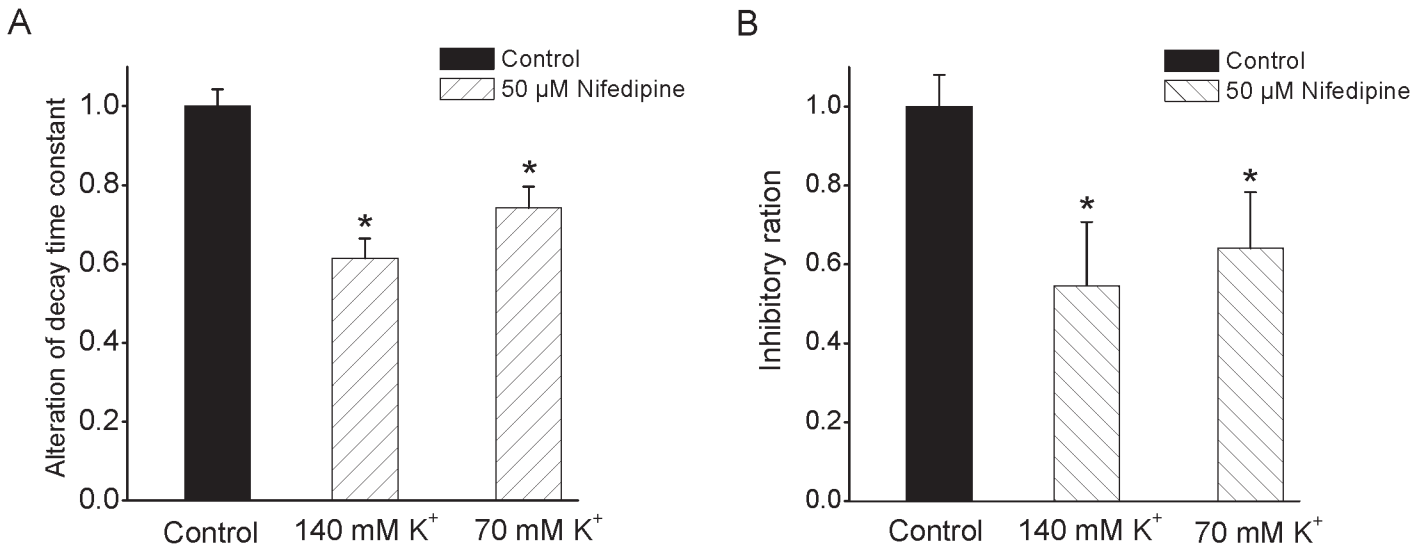 A
Control
50 µM Nifedipine
Alteration of decay time constant
1.0
0.8
0.6
0.4
0.2
0.0
*
*
Control
140 mM K⁺
70 mM K⁺
B
Control
50 µM Nifedipine
Inhibitory ration
1.0
0.8
0.6
0.4
0.2
0.0
*
*
Control
140 mM K⁺
70 mM K⁺